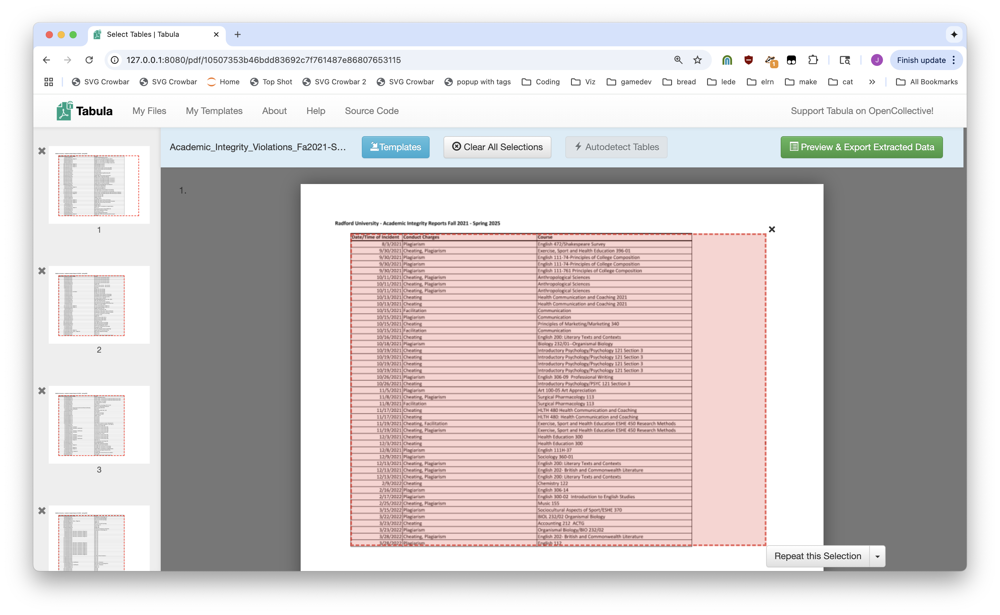 Select Tables | Tabula
127.0.0.1:8080/pdf/10507353b46bdd83692c7f761487e86807653115
1
J
Finish update
SVG Crowbar
SVG Crowbar
Home
Top Shot
SVG Crowbar 2
SVG Crowbar
popup with tags
Coding
Viz
gamedev
bread
lede
elrn
make
cat
»
All Bookmarks
Tabula
My Files
My Templates
About
Help
Source Code
Support Tabula on OpenCollective!
Academic_Integrity_Violations_Fa2021-S...
Templates
Clear All Selections
Autodetect Tables
Preview & Export Extracted Data
1
2
3
1.
Radford University - Academic Integrity Reports Fall 2021 - Spring 2025
Date/Time of Incident Conduct Charges Course
8/3/2021 Plagiarism English 472/Shakespeare Survey
9/30/2021 Cheating, Plagiarism Exercise, Sport and Health Education 396-01
9/30/2021 Plagiarism English 111-74-Principles of College Composition
9/30/2021 Plagiarism English 111-74-Principles of College Composition
9/30/2021 Plagiarism English 111-761 Principles of College Composition
10/11/2021 Cheating, Plagiarism Anthropological Sciences
10/11/2021 Cheating, Plagiarism Anthropological Sciences
10/11/2021 Cheating, Plagiarism Anthropological Sciences
10/13/2021 Cheating Health Communication and Coaching 2021
10/13/2021 Cheating Health Communication and Coaching 2021
10/15/2021 Facilitation Communication
10/15/2021 Plagiarism Communication
10/15/2021 Cheating Principles of Marketing/Marketing 340
10/15/2021 Facilitation Communication
10/16/2021 Cheating English 200: Literary Texts and Contexts
10/18/2021 Plagiarism Biology 232/01--Organismal Biology
10/19/2021 Cheating Introductory Psychology/Psychology 121 Section 3
10/19/2021 Cheating Introductory Psychology/Psychology 121 Section 3
10/19/2021 Cheating Introductory Psychology/Psychology 121 Section 3
10/19/2021 Cheating Introductory Psychology/Psychology 121 Section 3
10/26/2021 Plagiarism English 306-09 Professional Writing
10/26/2021 Cheating Introductory Psychology/PSYC 121 Section 3
11/5/2021 Plagiarism Art 100-05 Art Appreciation
11/8/2021 Cheating, Plagiarism Surgical Pharmacology 113
11/8/2021 Facilitation Surgical Pharmacology 113
11/17/2021 Cheating HLTH 480 Health Communication and Coaching
11/17/2021 Cheating HLTH 480: Health Communication and Coaching
11/19/2021 Cheating, Facilitation Exercise, Sport and Health Education ESHE 450 Research Methods
11/19/2021 Cheating, Plagiarism Exercise, Sport and Health Education ESHE 450 Research Methods
12/3/2021 Cheating Health Education 300
12/3/2021 Cheating Health Education 300
12/8/2021 Plagiarism English 111H-37
12/9/2021 Plagiarism Sociology 360-01
12/13/2021 Cheating, Plagiarism English 200: Literary Texts and Contexts
12/13/2021 Cheating, Plagiarism English 202- British and Commonwealth Literature
12/13/2021 Cheating, Plagiarism English 200: Literary Texts and Contexts
2/9/2022 Cheating Chemistry 122
2/16/2022 Plagiarism English 306-14
2/17/2022 Plagiarism English 300-02 Introduction to English Studies
2/25/2022 Cheating, Plagiarism Music 155
3/15/2022 Plagiarism Sociocultural Aspects of Sport/ESHE 370
3/22/2022 Plagiarism BIOL 232/02 Organismal Biology
3/23/2022 Cheating Accounting 212 ACTG
3/23/2022 Plagiarism Organismal Biology/BIO 232/02
3/28/2022 Cheating, Plagiarism English 202- British and Commonwealth Literature
3/28/2022 Plagiarism English 112
Repeat this Selection